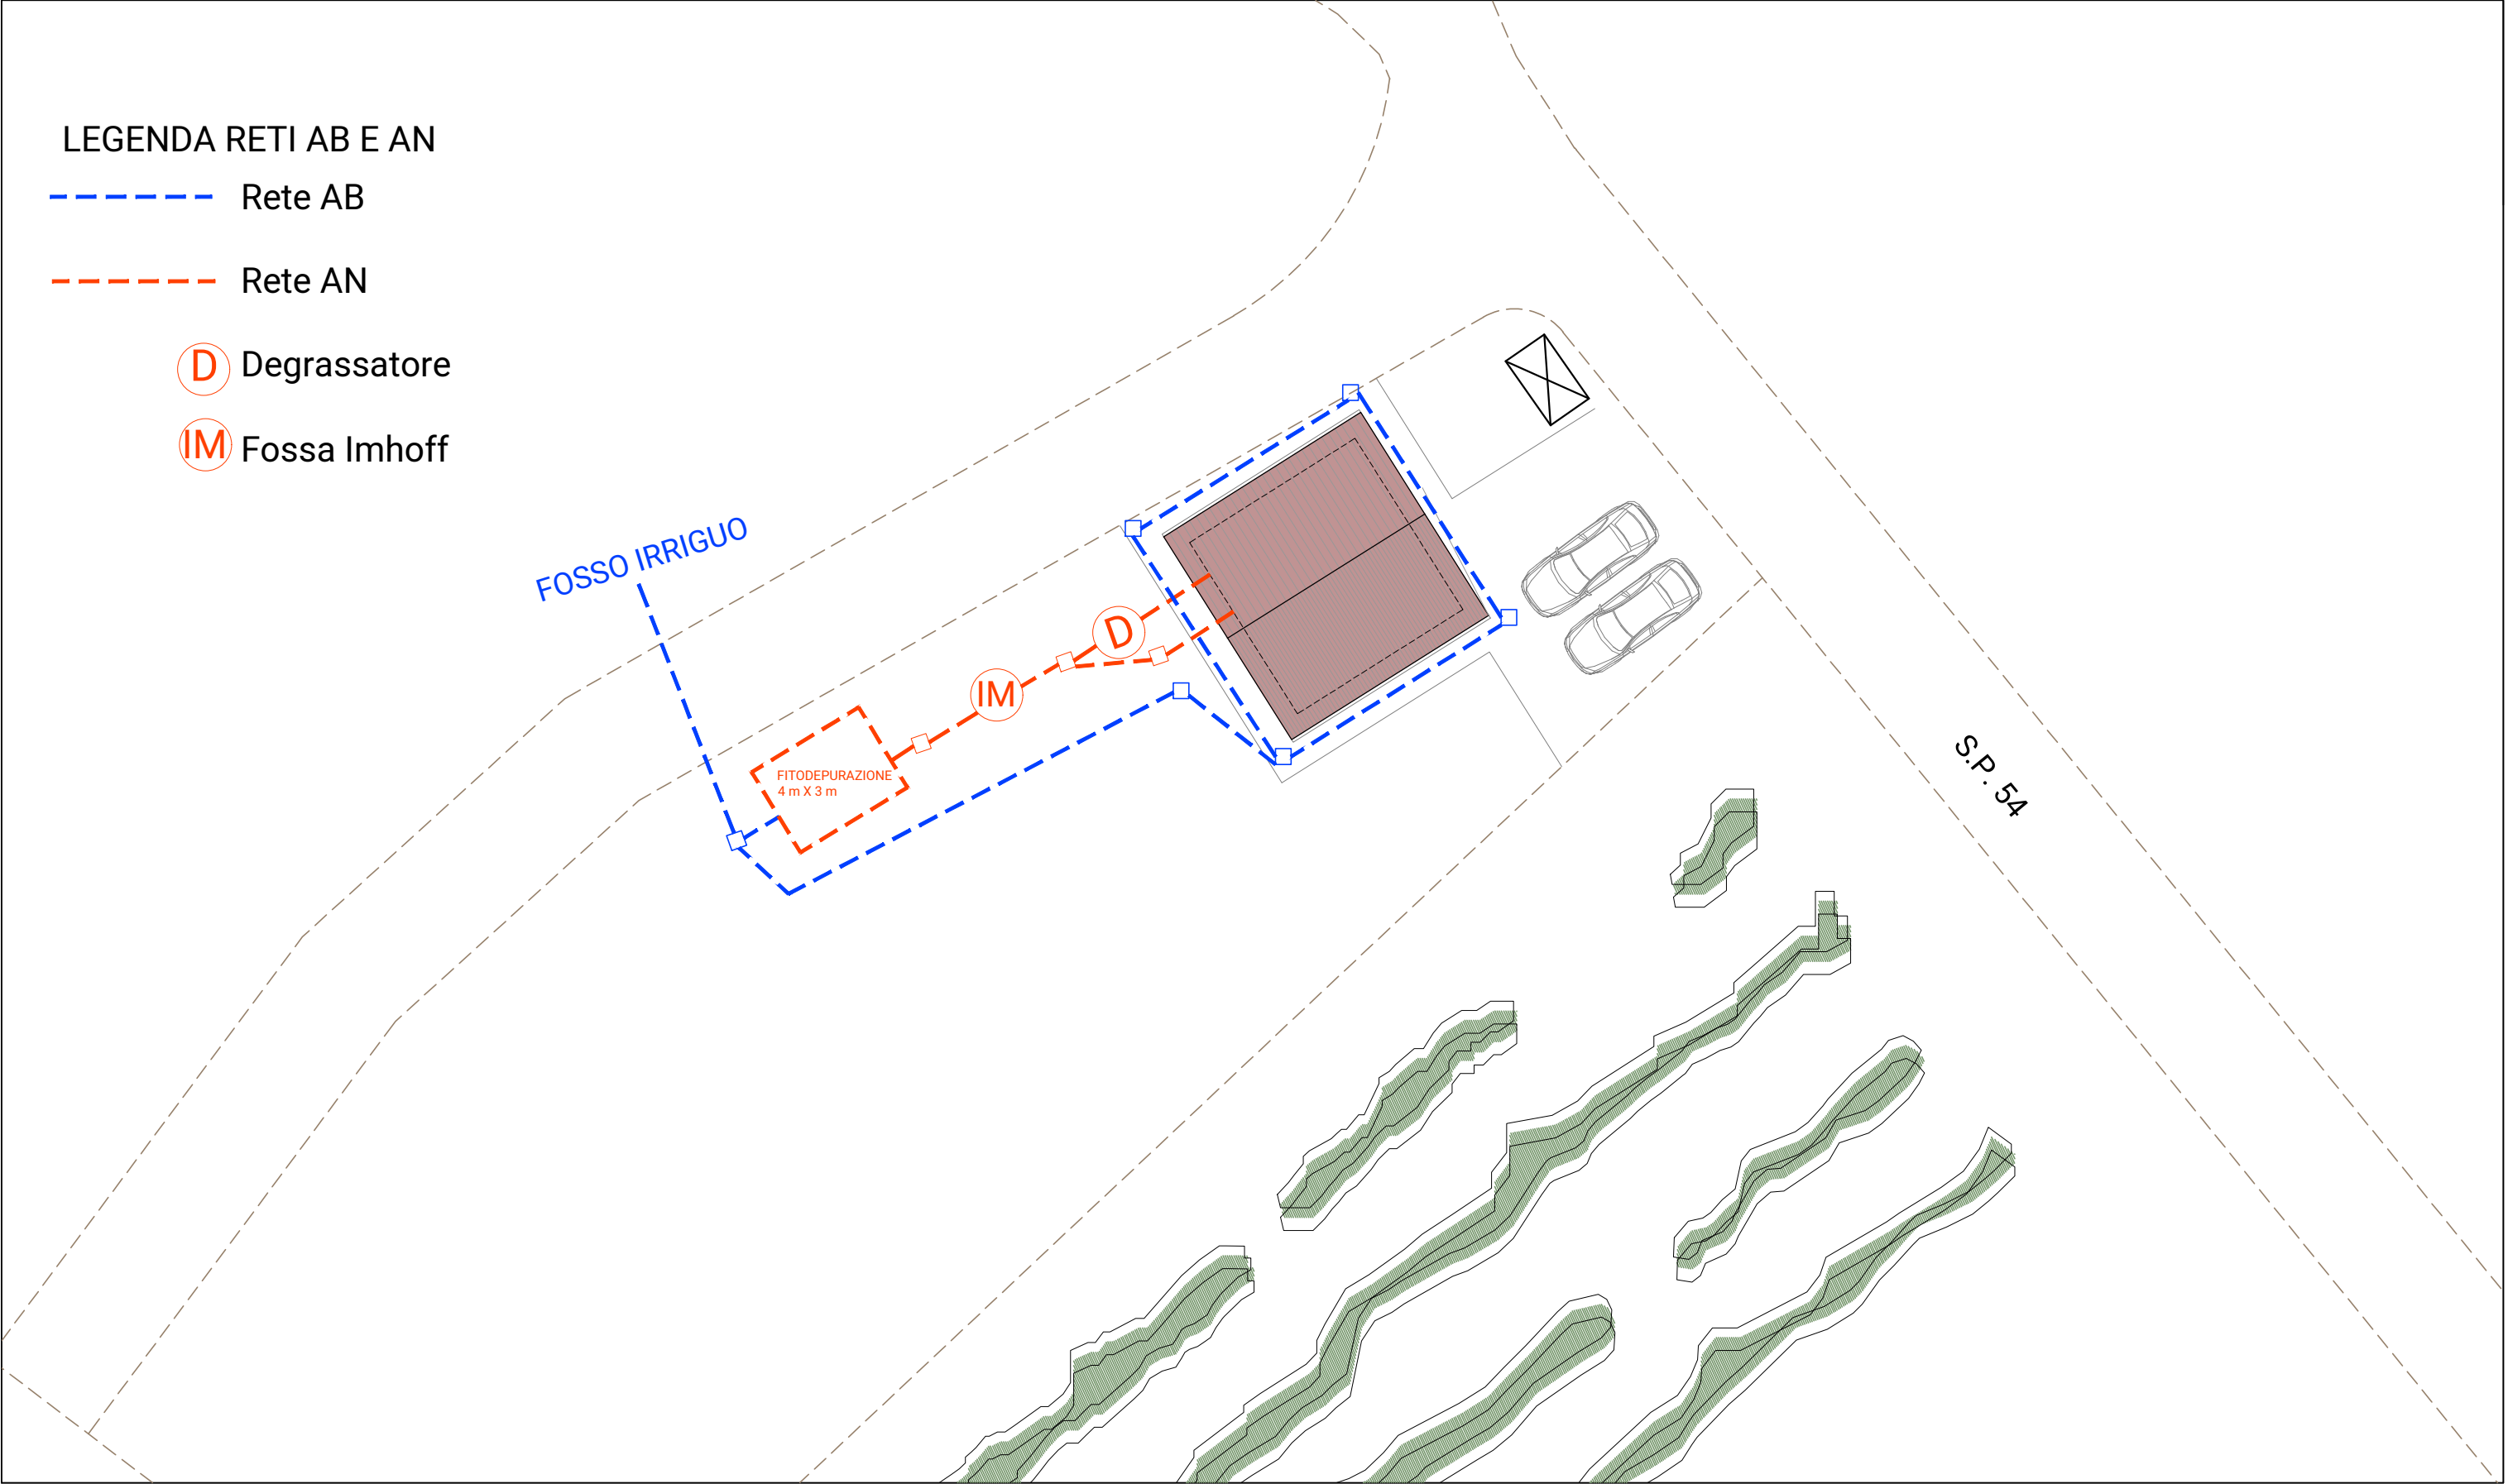 LEGENDA RETI AB E AN
Rete AB
Rete AN
D Degrassatore
IM Fossa Imhoff
FOSSO IRRIGUO
D
IM
FITODEPURAZIONE
4 m X 3 m
S.P. 54